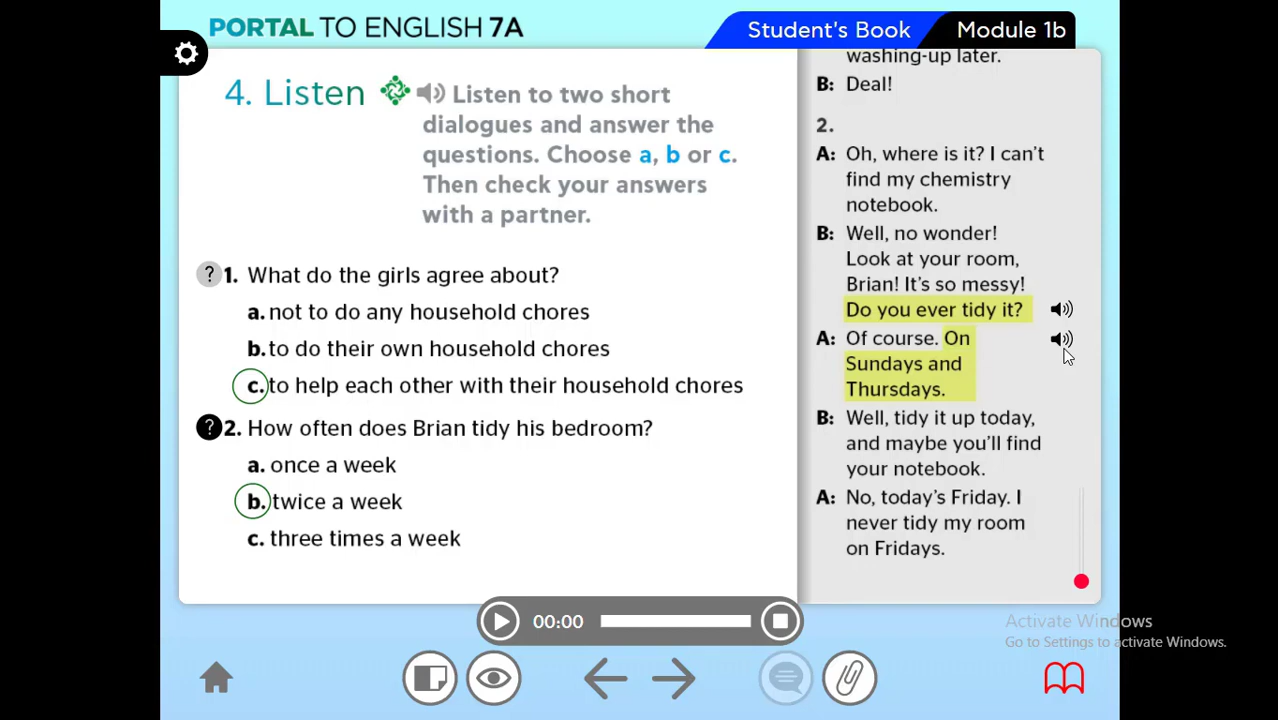 PORTAL TO ENGLISH 7A
Student's Book
Module 1b
4. Listen
Listen to two short
dialogues and answer the
questions. Choose a, b or c.
Then check your answers
with a partner.
? 1. What do the girls agree about?
a. not to do any household chores
b. to do their own household chores
c. to help each other with their household chores
? 2. How often does Brian tidy his bedroom?
a. once a week
b. twice a week
c. three times a week
washing-up later.
B: Deal!
2.
A: Oh, where is it? I can't
find my chemistry
notebook.
B: Well, no wonder!
Look at your room,
Brian! It's so messy!
Do you ever tidy it?
A: Of course. On
Sundays and
Thursdays.
B: Well, tidy it up today,
and maybe you'll find
your notebook.
A: No, today's Friday. I
never tidy my room
on Fridays.
00:00
Activate Windows
Go to Settings to activate Windows.